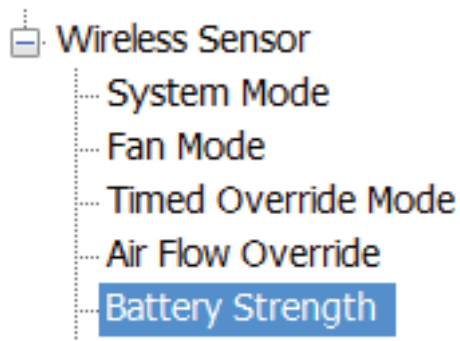 Wireless Sensor
System Mode
Fan Mode
Timed Override Mode
Air Flow Override
Battery Strength